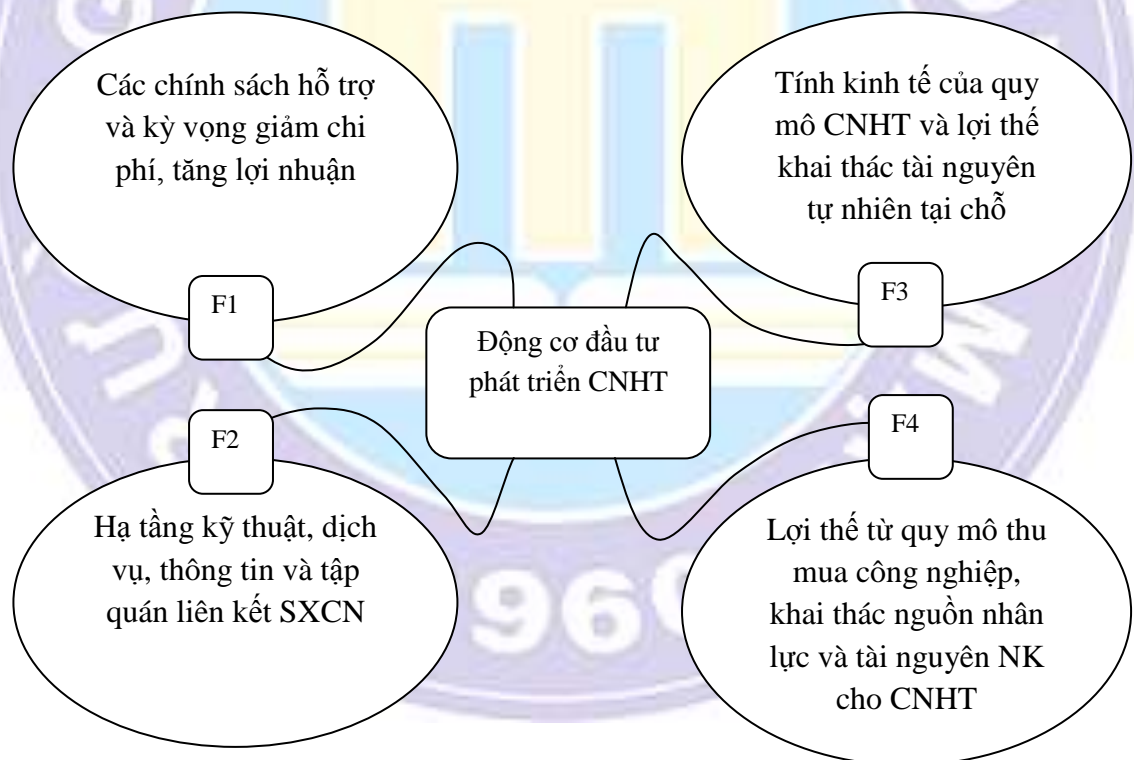 Các chính sách hỗ trợ
và kỳ vọng giảm chi
phí, tăng lợi nhuận
F1
Tính kinh tế của quy
mô CNHT và lợi thế
khai thác tài nguyên
tự nhiên tại chỗ
F3
Động cơ đầu tư
phát triển CNHT
F2
Hạ tầng kỹ thuật, dịch
vụ, thông tin và tập
quán liên kết SXCN
F4
Lợi thế từ quy mô thu
mua công nghiệp,
khai thác nguồn nhân
lực và tài nguyên NK
cho CNHT
96